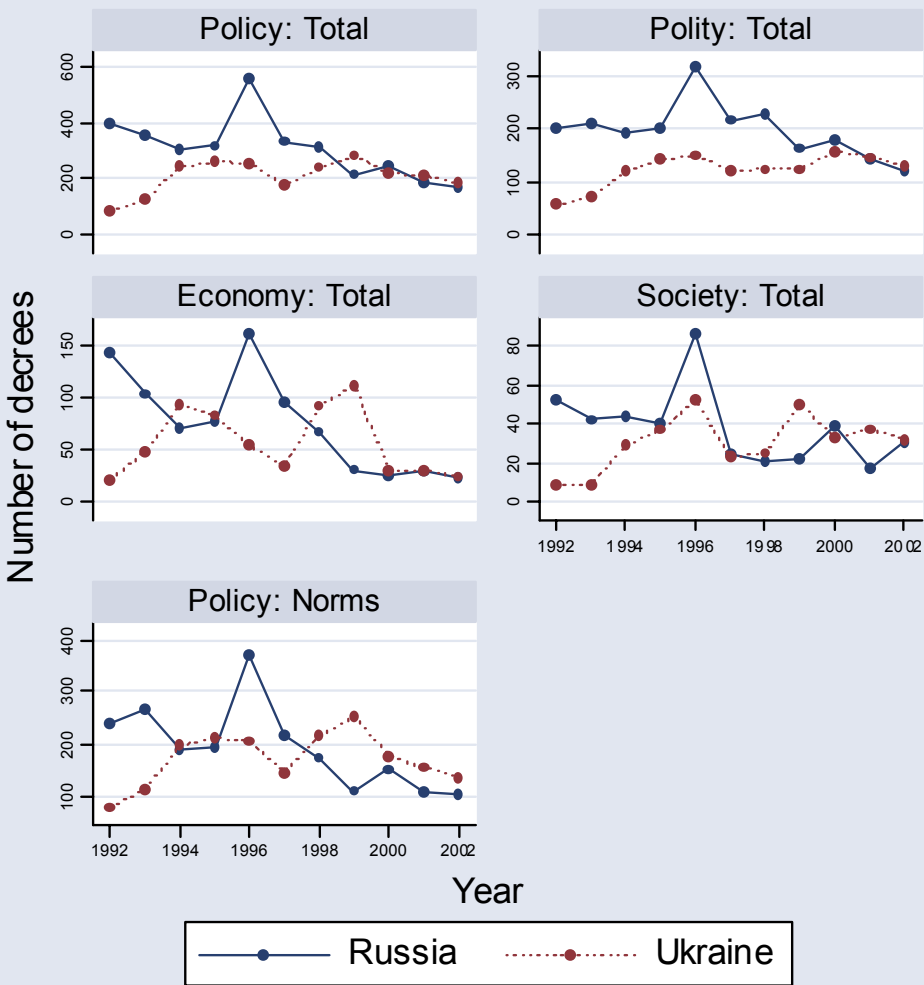 Policy: Total
600
400
200
0
Polity: Total
300
200
100
0
Number of decrees
Economy: Total
150
100
50
0
Society: Total
80
60
40
20
0
1992 1994 1996 1998 2000 2002
Policy: Norms
400
300
200
100
1992 1994 1996 1998 2000 2002
Year
Russia Ukraine